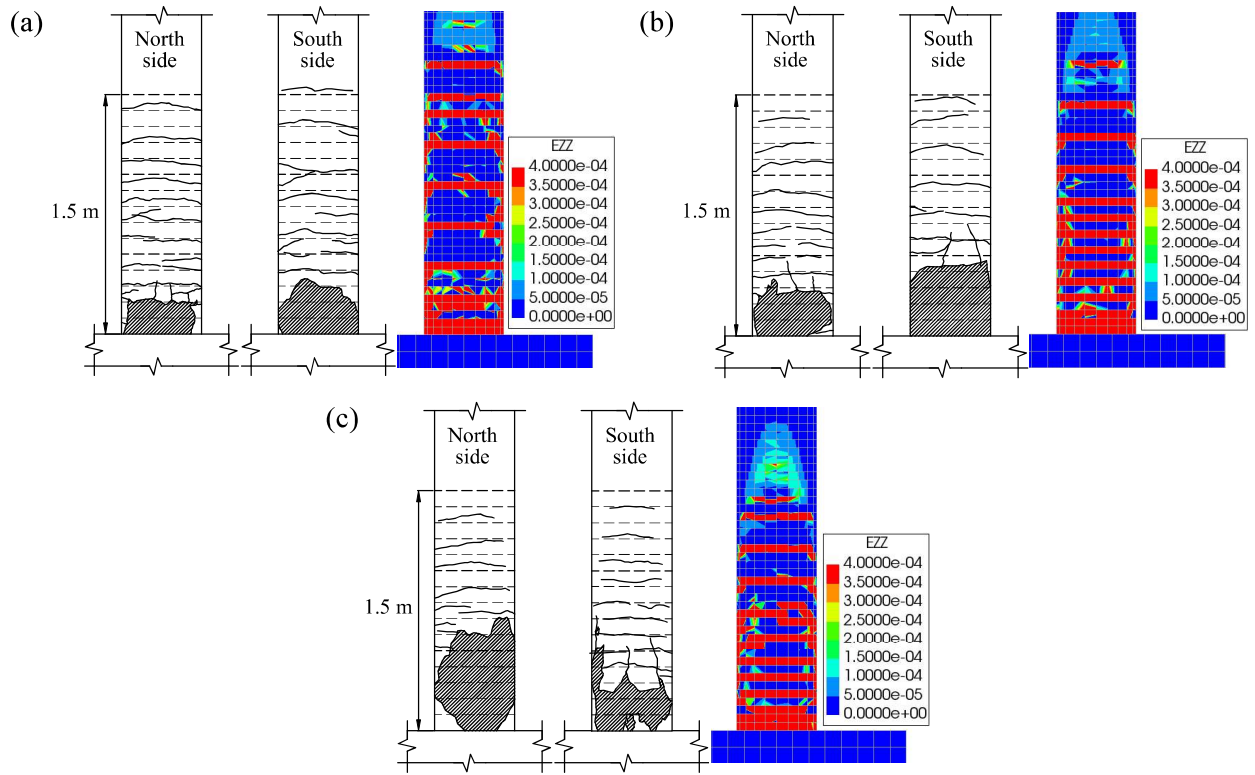 (a)
North
side
South
side
1.5 m
EZZ
4.0000e-04
3.5000e-04
3.0000e-04
2.5000e-04
2.0000e-04
1.5000e-04
1.0000e-04
5.0000e-05
0.0000e+00
(b)
North
side
South
side
1.5 m
EZZ
4.0000e-04
3.5000e-04
3.0000e-04
2.5000e-04
2.0000e-04
1.5000e-04
1.0000e-04
5.0000e-05
0.0000e+00
(c)
North
side
South
side
1.5 m
EZZ
4.0000e-04
3.5000e-04
3.0000e-04
2.5000e-04
2.0000e-04
1.5000e-04
1.0000e-04
5.0000e-05
0.0000e+00